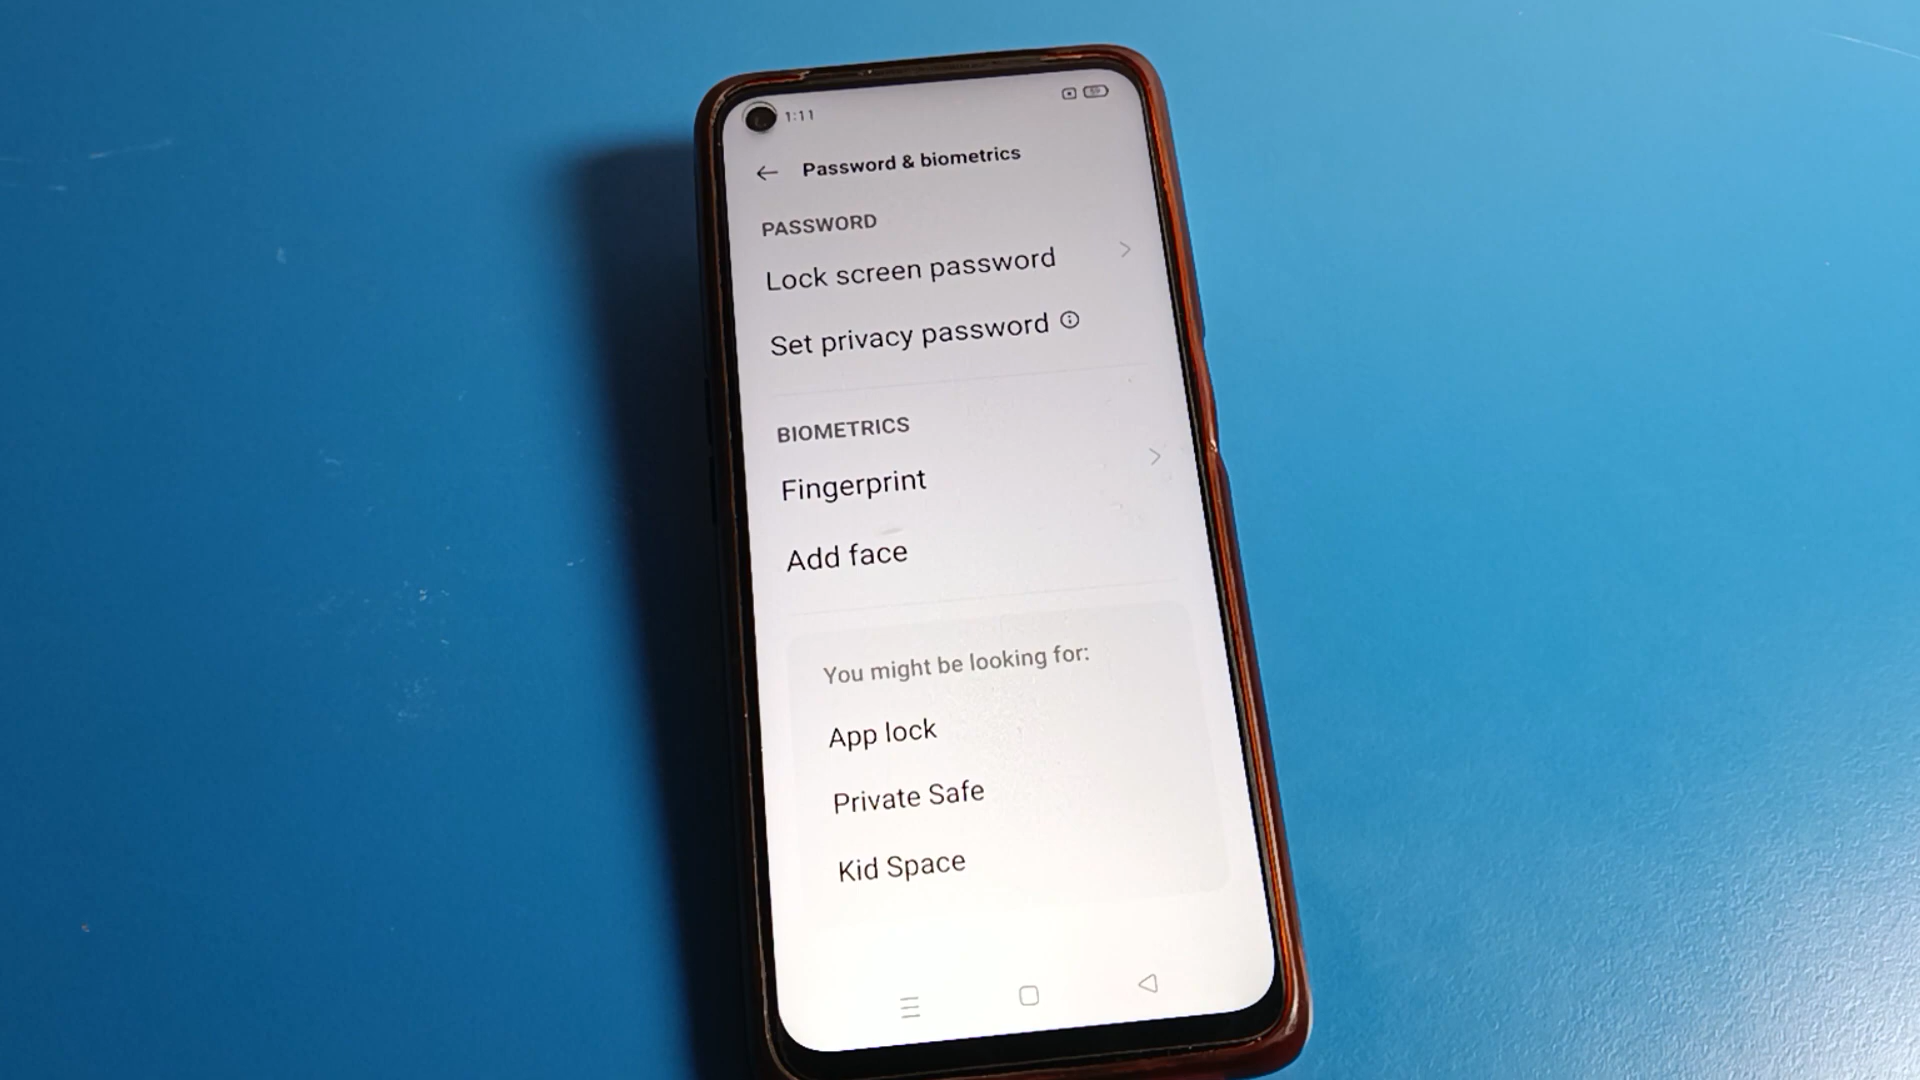 1:11
Password & biometrics
PASSWORD
Lock screen password
Set privacy password
BIOMETRICS
Fingerprint
Add face
You might be looking for:
App lock
Private Safe
Kid Space